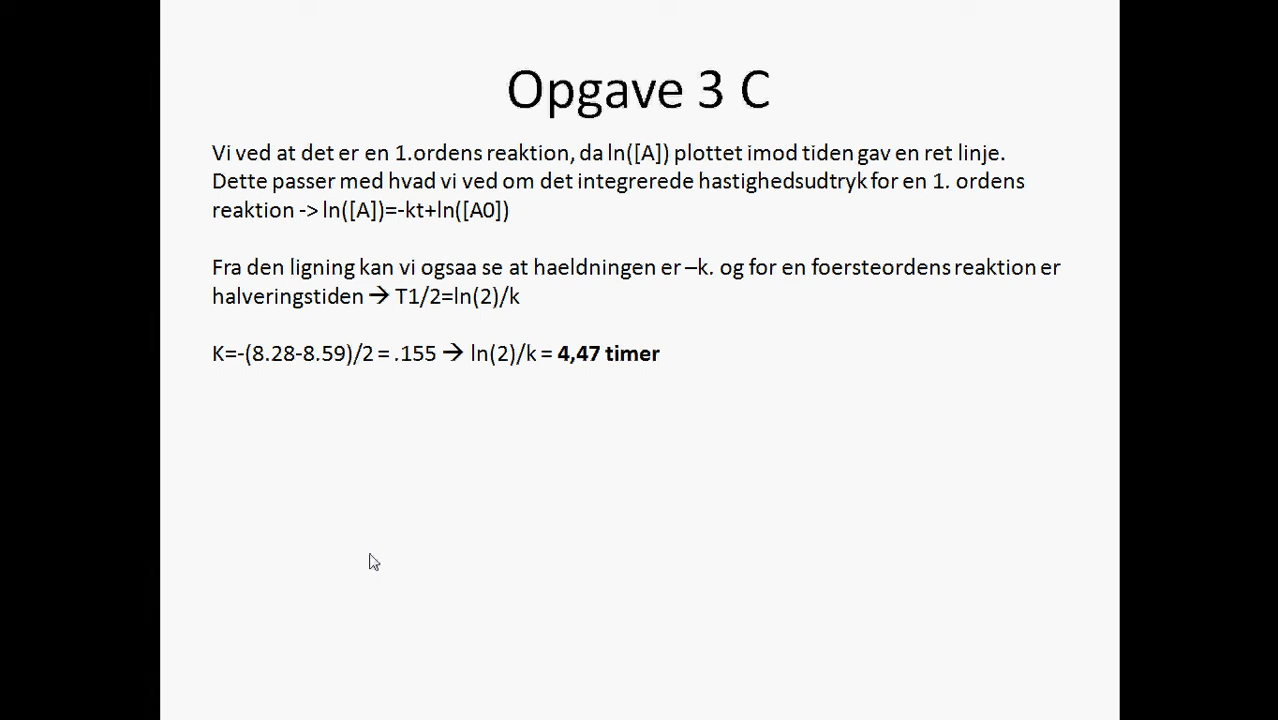 Opgave 3 C
Vi ved at det er en 1.ordens reaktion, da ln([A]) plottet imod tiden gav en ret linje.
Dette passer med hvad vi ved om det integrerede hastighedsudtryk for en 1. ordens
reaktion -> ln([A])=-kt+ln([A0])
Fra den ligning kan vi ogsaa se at haeldningen er –k. og for en foersteordens reaktion er
halveringstiden → T1/2=ln(2)/k
K=-(8.28-8.59)/2 = .155 → ln(2)/k = 4,47 timer